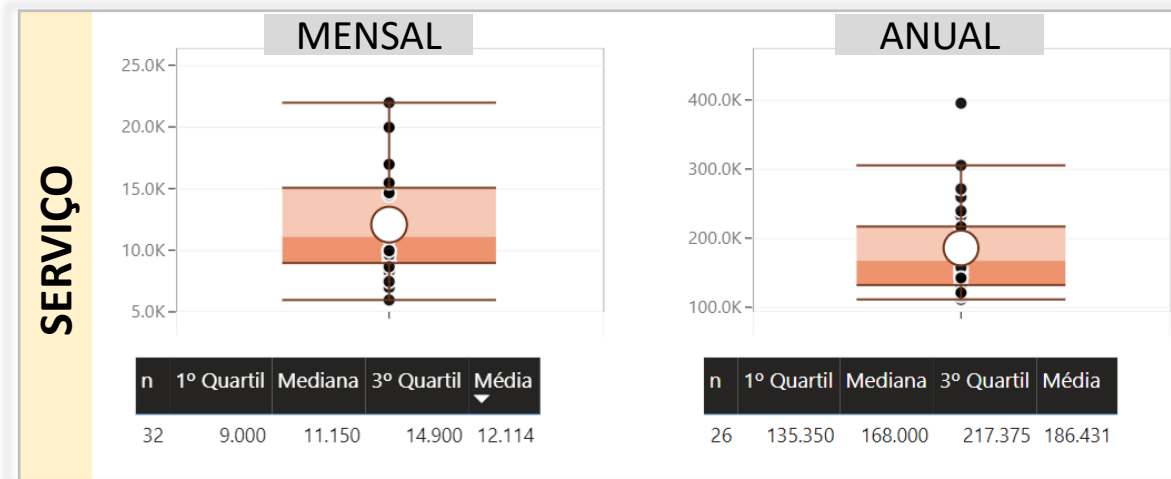 SERVIÇO
MENSAL
25.0K
20.0K
15.0K
10.0K
5.0K
n 1º Quartil Mediana 3º Quartil Média
32 9.000 11.150 14.900 12.114
ANUAL
400.0K
300.0K
200.0K
100.0K
n 1º Quartil Mediana 3º Quartil Média
26 135.350 168.000 217.375 186.431